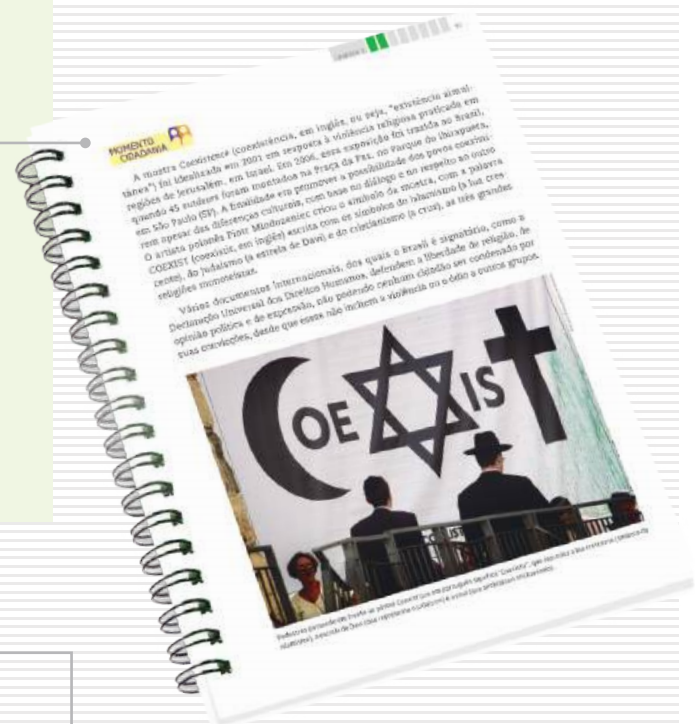 MOMENTO
CIDADANIA
A mostra Coexistence (coexistência, em inglês, ou seja, "existência simul-
tânea") foi idealizada em 2001 em resposta à violência religiosa praticada em
regiões de Jerusalém, em Israel. Em 2006, essa exposição foi trazida ao Brasil,
quando 45 outdoors foram montados na Praça da Paz, no Parque do Ibirapuera,
em São Paulo (SP). A finalidade era promover a possibilidade dos povos coexisti-
rem apesar das diferenças culturais, com base no diálogo e no respeito ao outro
O artista polonês Piotr Mlodozeniec criou o símbolo da mostra, com a palavra
COEXIST (coexistir, em inglês) escrita com os símbolos do islamismo (a lua cres-
cente), do judaísmo (a estrela de Davi) e do cristianismo (a cruz), as três grandes
religiões monoteístas.
Vários documentos internacionais, dos quais o Brasil é signatário, como a
Declaração Universal dos Direitos Humanos, defendem a liberdade de religião, de
opinião política e de expressão, não podendo nenhum cidadão ser condenado por
suas convicções, desde que essas não incitem a violência ou o ódio a outros grupos.
COEXIST